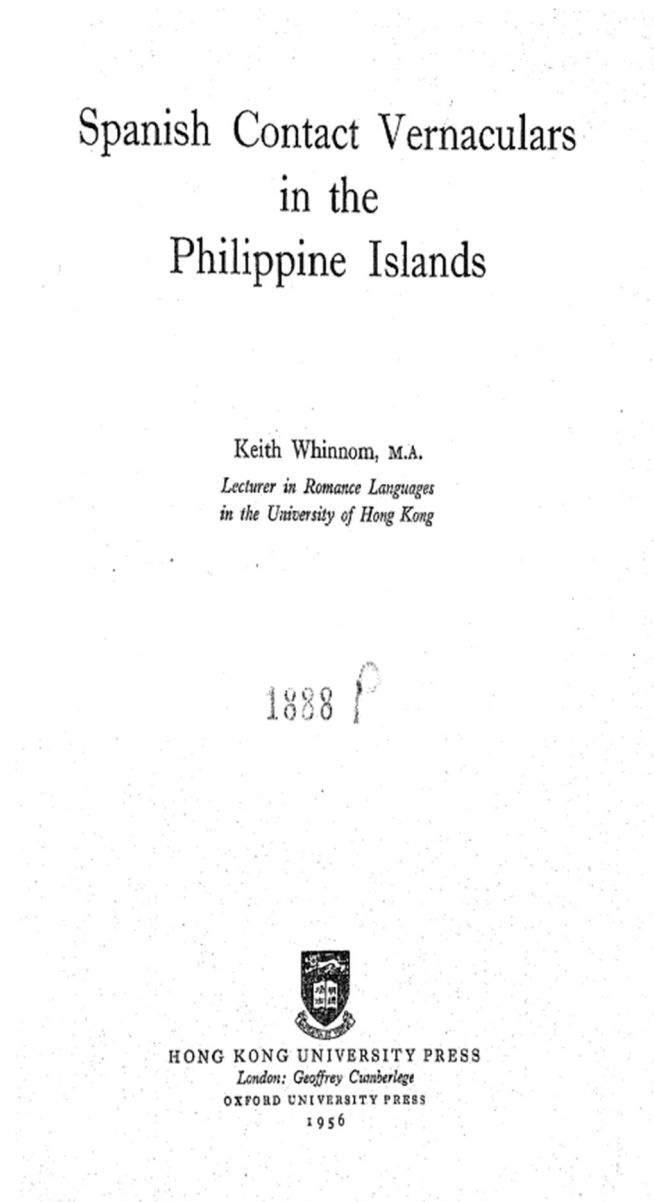 Spanish Contact Vernaculars
in the
Philippine Islands
Keith Whinnom, M.A.
Lecturer in Romance Languages
in the University of Hong Kong
1888
HONG KONG UNIVERSITY PRESS
London: Geoffrey Cumberlege
OXFORD UNIVERSITY PRESS
1956